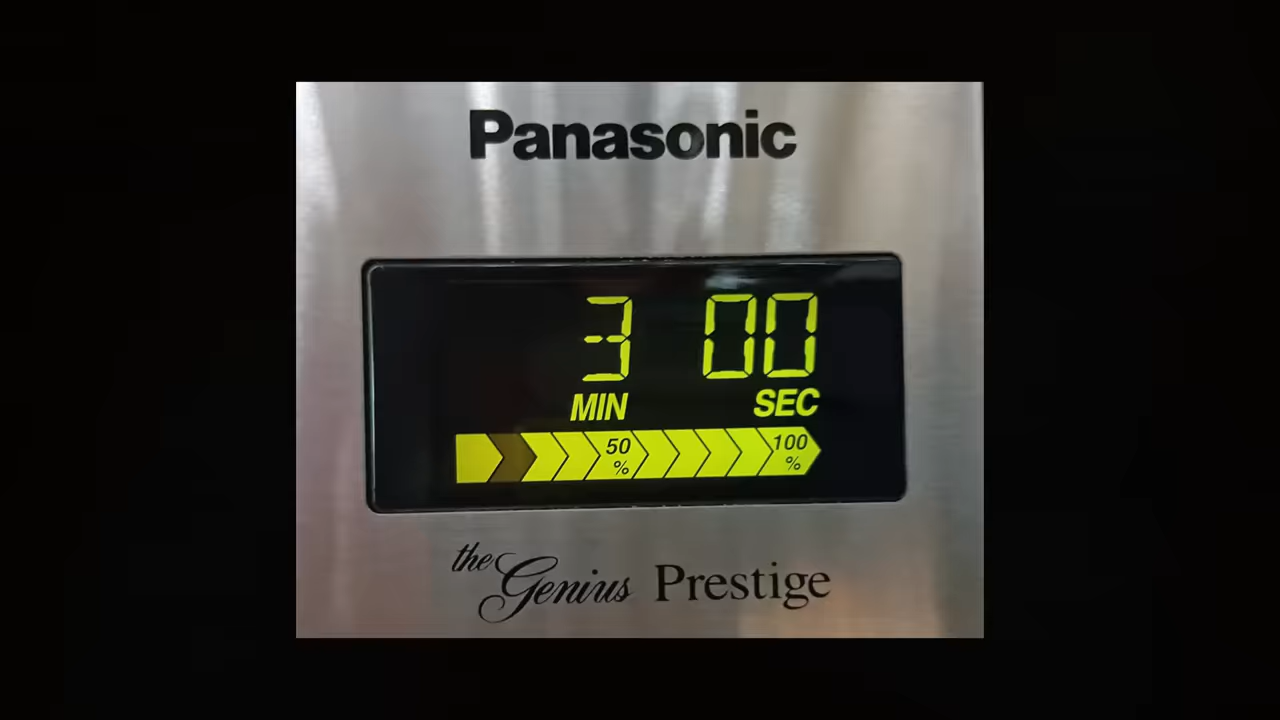 Panasonic
3 00
MIN SEC
50 % 100 %
the Genius Prestige